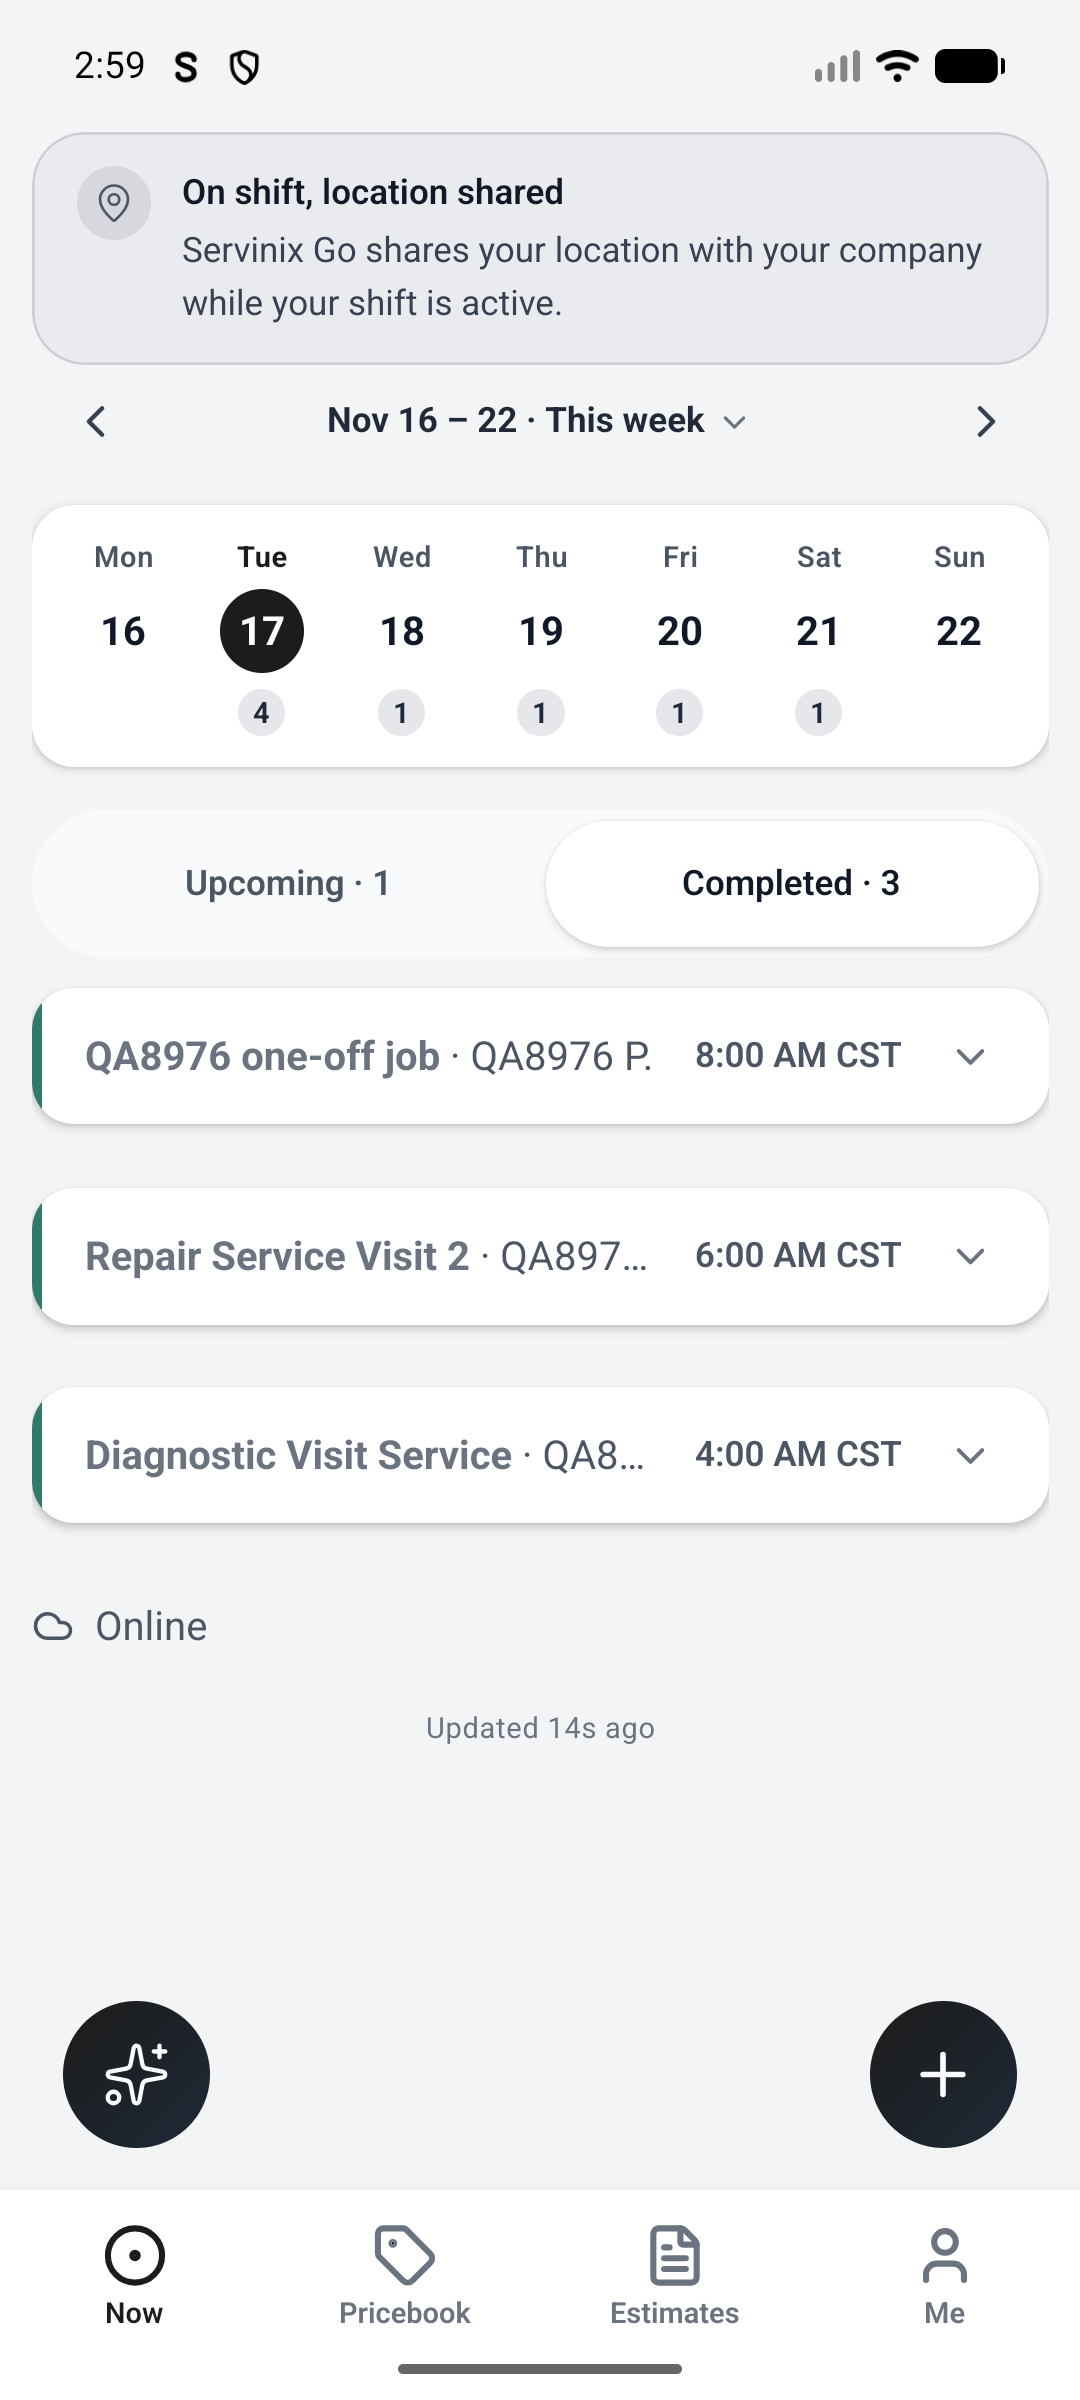 2:59
On shift, location shared
Servinix Go shares your location with your company
while your shift is active.
Nov 16 – 22 · This week
Mon Tue Wed Thu Fri Sat Sun
16 17 18 19 20 21 22
4 1 1 1 1
Upcoming · 1 Completed · 3
QA8976 one-off job · QA8976 P. 8:00 AM CST
Repair Service Visit 2 · QA897... 6:00 AM CST
Diagnostic Visit Service · QA8... 4:00 AM CST
Online
Updated 14s ago
Now Pricebook Estimates Me